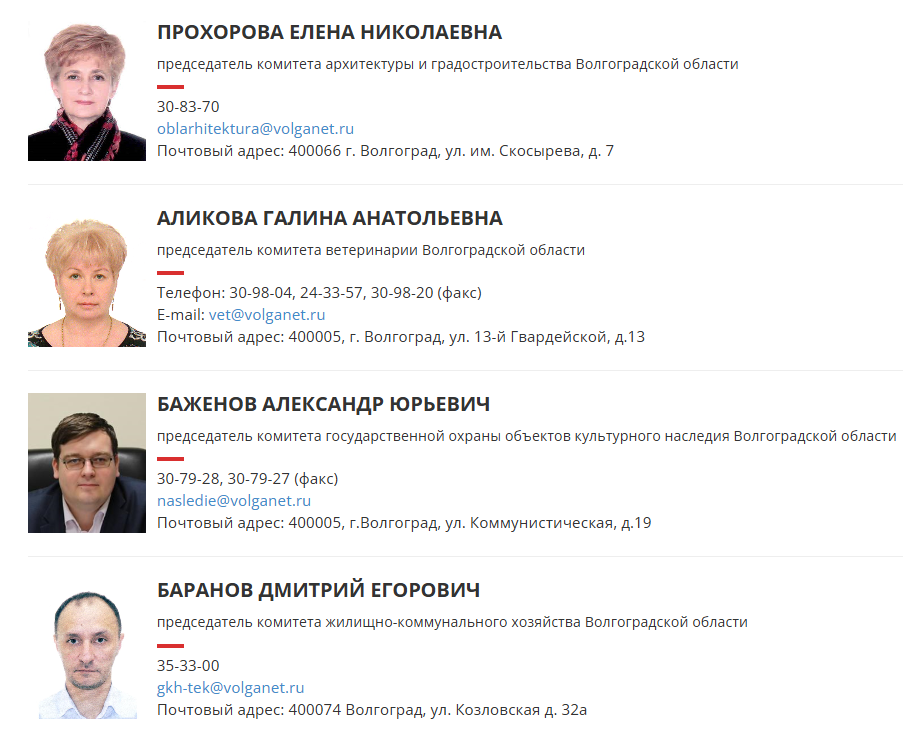 ПРОХОРОВА ЕЛЕНА НИКОЛАЕВНА
председатель комитета архитектуры и градостроительства Волгоградской области
30-83-70
oblarhitektura@volganet.ru
Почтовый адрес: 400066 г. Волгоград, ул. им. Скосырева, д. 7
АЛИКОВА ГАЛИНА АНАТОЛЬЕВНА
председатель комитета ветеринарии Волгоградской области
Телефон: 30-98-04, 24-33-57, 30-98-20 (факс)
E-mail: vet@volganet.ru
Почтовый адрес: 400005, г. Волгоград, ул. 13-й Гвардейской, д.13
БАЖЕНОВ АЛЕКСАНДР ЮРЬЕВИЧ
председатель комитета государственной охраны объектов культурного наследия Волгоградской области
30-79-28, 30-79-27 (факс)
nasledie@volganet.ru
Почтовый адрес: 400005, г.Волгоград, ул. Коммунистическая, д.19
БАРАНОВ ДМИТРИЙ ЕГОРОВИЧ
председатель комитета жилищно-коммунального хозяйства Волгоградской области
35-33-00
gkh-tek@volganet.ru
Почтовый адрес: 400074 Волгоград, ул. Козловская д. 32а